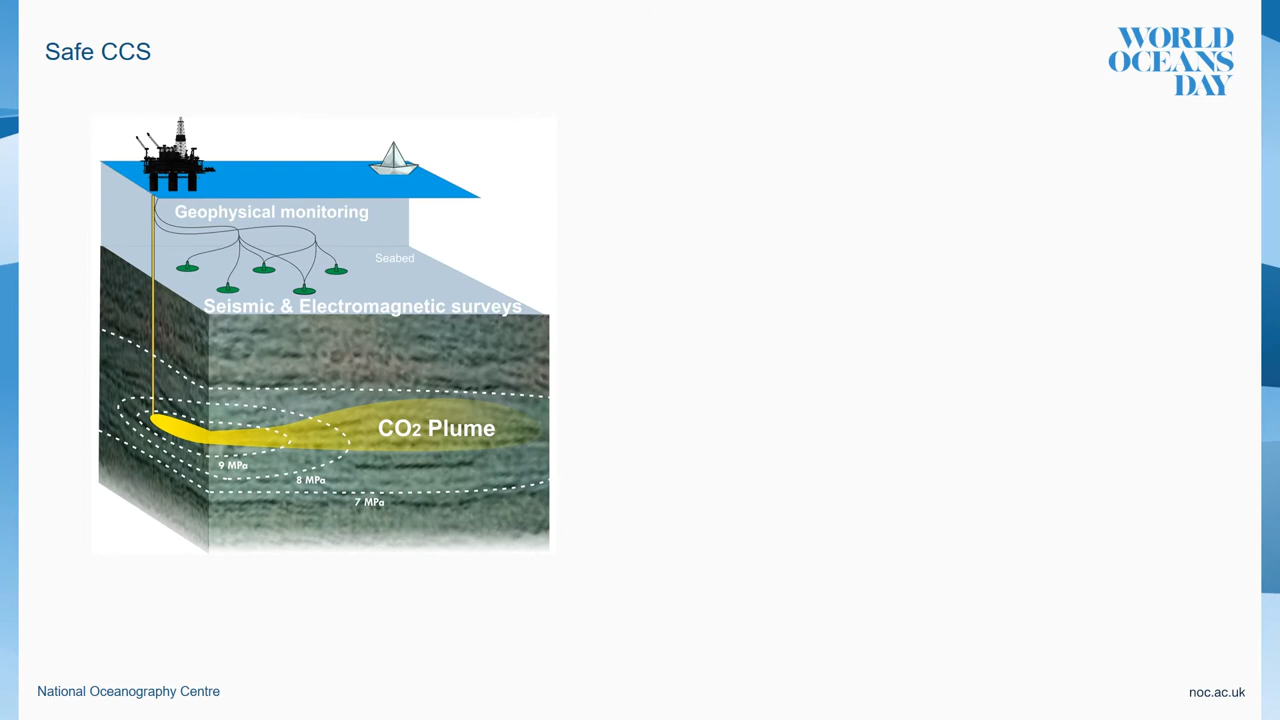 Safe CCS
WORLD
OCEANS
DAY
Geophysical monitoring
Seabed
Seismic & Electromagnetic surveys
CO2 Plume
9 MPa
8 MPa
7 MPa
National Oceanography Centre
noc.ac.uk